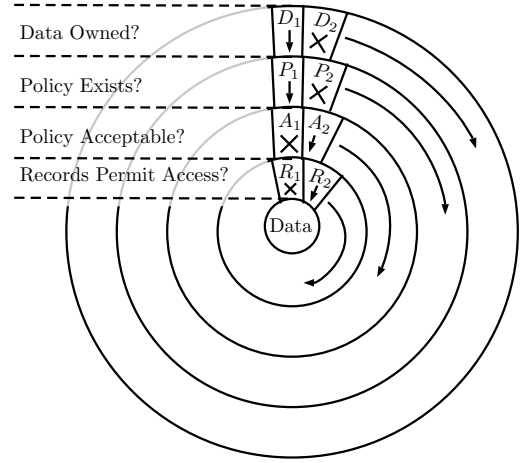 Data Owned? D₁ D₂
Policy Exists? P₁ P₂
Policy Acceptable? A₁ A₂
Records Permit Access? R₁ R₂
Data